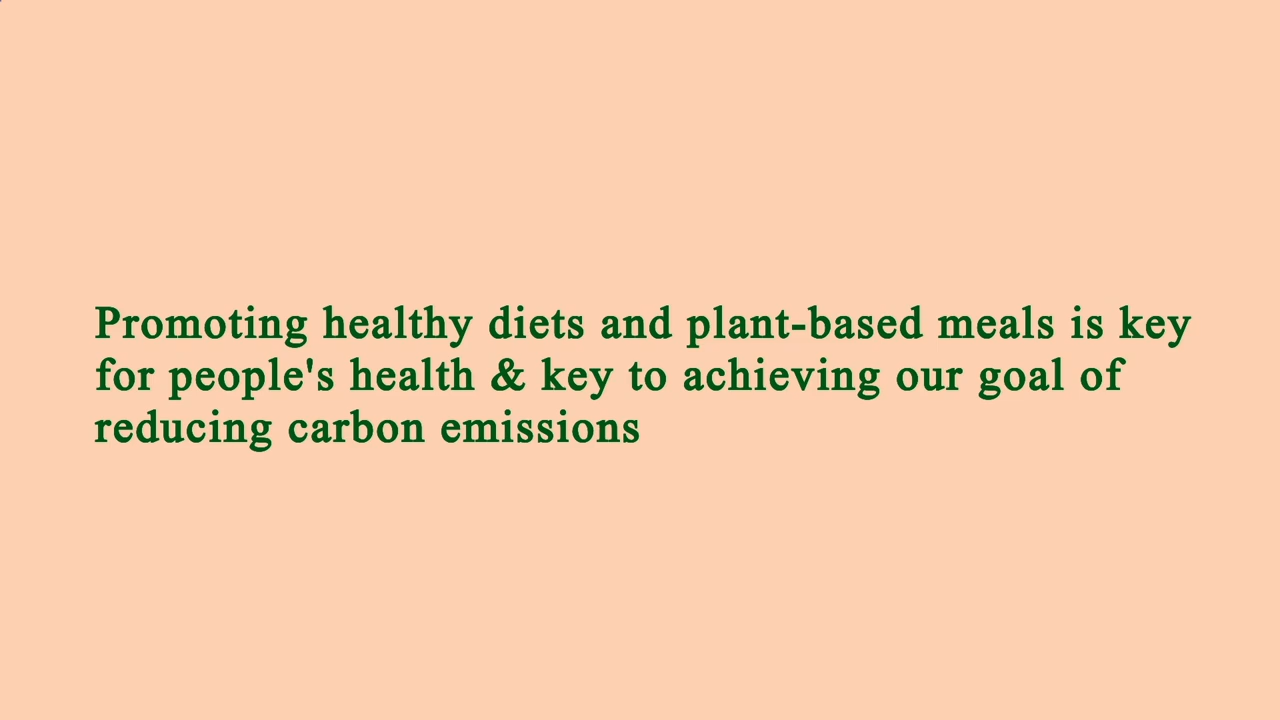 Promoting healthy diets and plant-based meals is key
for people's health & key to achieving our goal of
reducing carbon emissions